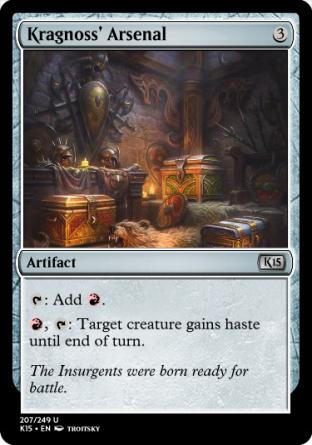 Kragnoss' Arsenal 3
K15
Artifact
: Add R.
R, : Target creature gains haste
until end of turn.
The Insurgents were born ready for
battle.
207/249 U
K15 • EN TROITSKY